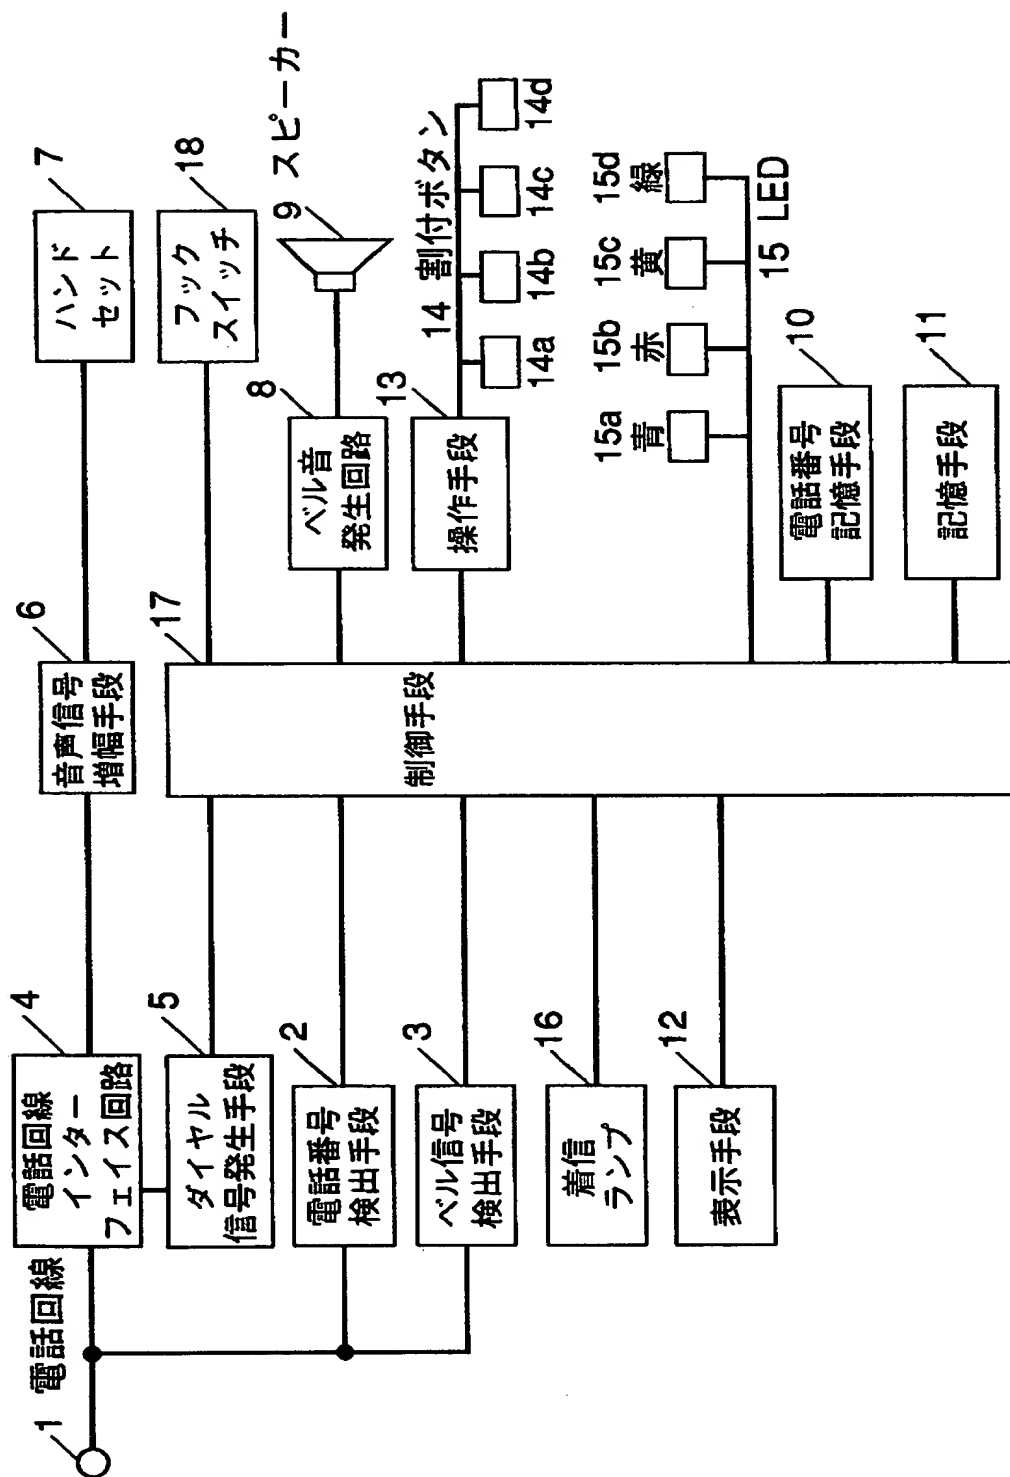 1 電話回線
4
電話回線
インター
フェイス回路
6
音声信号
増幅手段
7
ハンド
セット
5
ダイヤル
信号発生手段
17
制御手段
18
フック
スイッチ
2
電話番号
検出手段
8
ベル音
発生回路
9 スピーカー
3
ベル信号
検出手段
13
操作手段
14 割付ボタン
14a
14b
14c
14d
16
着信
ランプ
15a
青
15b
赤
15c
黄
15d
緑
15 LED
12
表示手段
10
電話番号
記憶手段
11
記憶手段